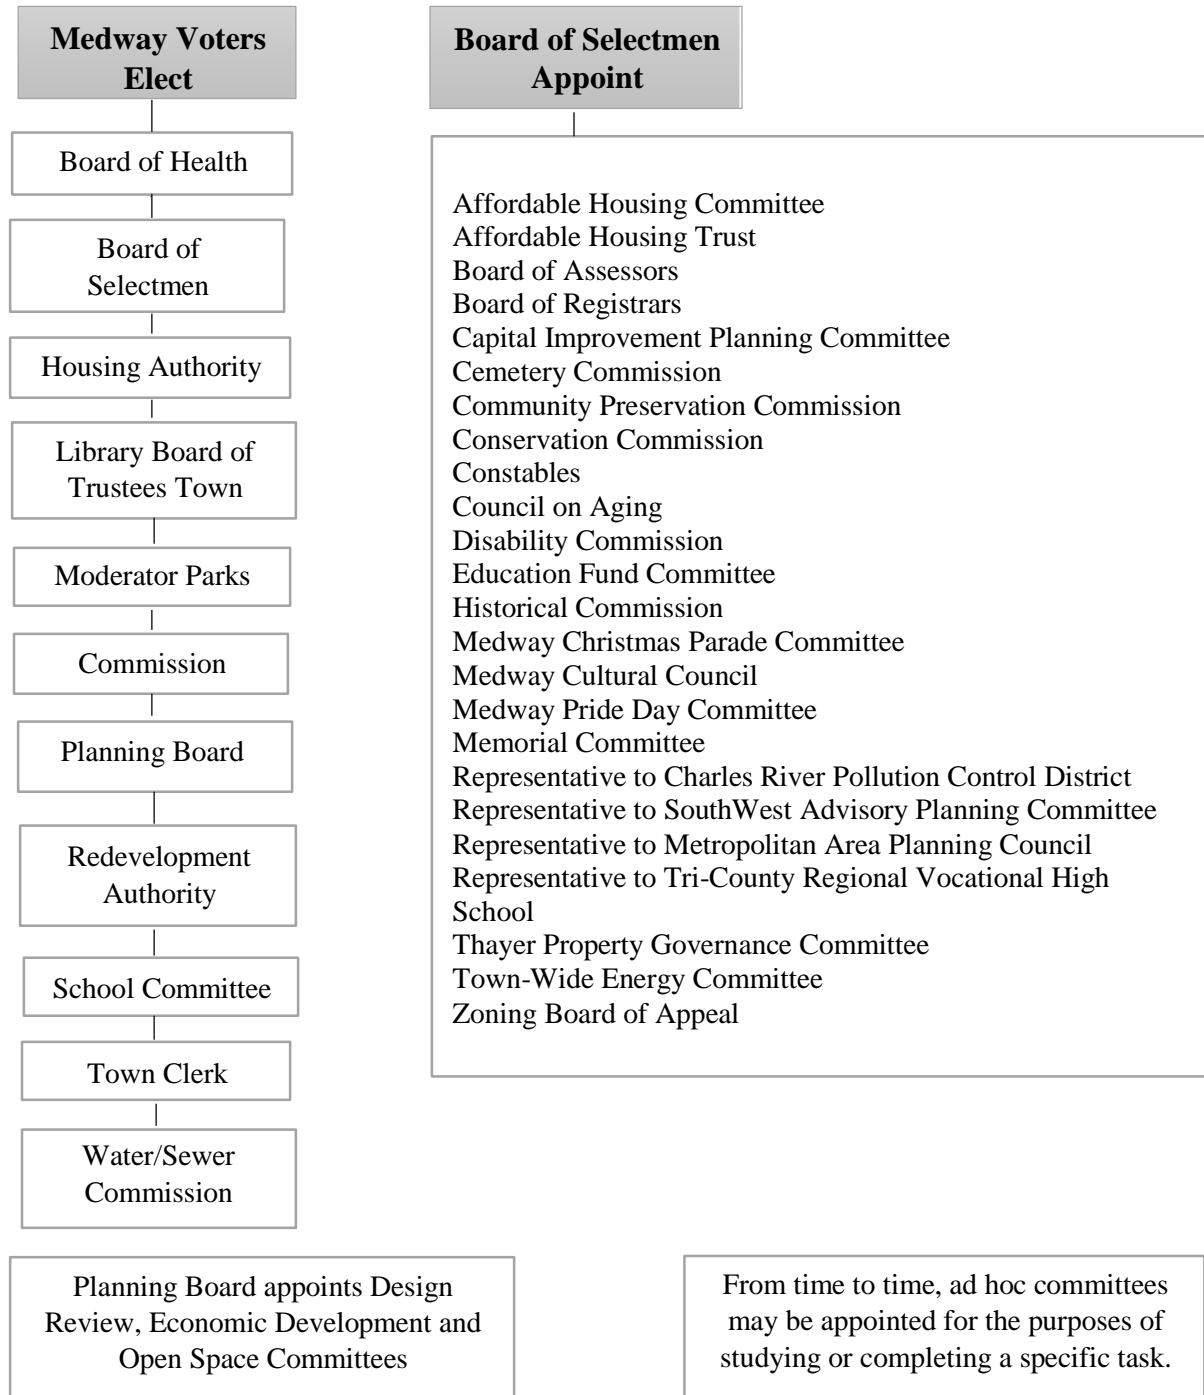 Medway Voters
Elect
Board of Health
Board of
Selectmen
Housing Authority
Library Board of
Trustees Town
Moderator Parks
Commission
Planning Board
Redevelopment
Authority
School Committee
Town Clerk
Water/Sewer
Commission
Board of Selectmen
Appoint
Affordable Housing Committee
Affordable Housing Trust
Board of Assessors
Board of Registrars
Capital Improvement Planning Committee
Cemetery Commission
Community Preservation Commission
Conservation Commission
Constables
Council on Aging
Disability Commission
Education Fund Committee
Historical Commission
Medway Christmas Parade Committee
Medway Cultural Council
Medway Pride Day Committee
Memorial Committee
Representative to Charles River Pollution Control District
Representative to SouthWest Advisory Planning Committee
Representative to Metropolitan Area Planning Council
Representative to Tri-County Regional Vocational High
School
Thayer Property Governance Committee
Town-Wide Energy Committee
Zoning Board of Appeal
Planning Board appoints Design
Review, Economic Development and
Open Space Committees
From time to time, ad hoc committees
may be appointed for the purposes of
studying or completing a specific task.